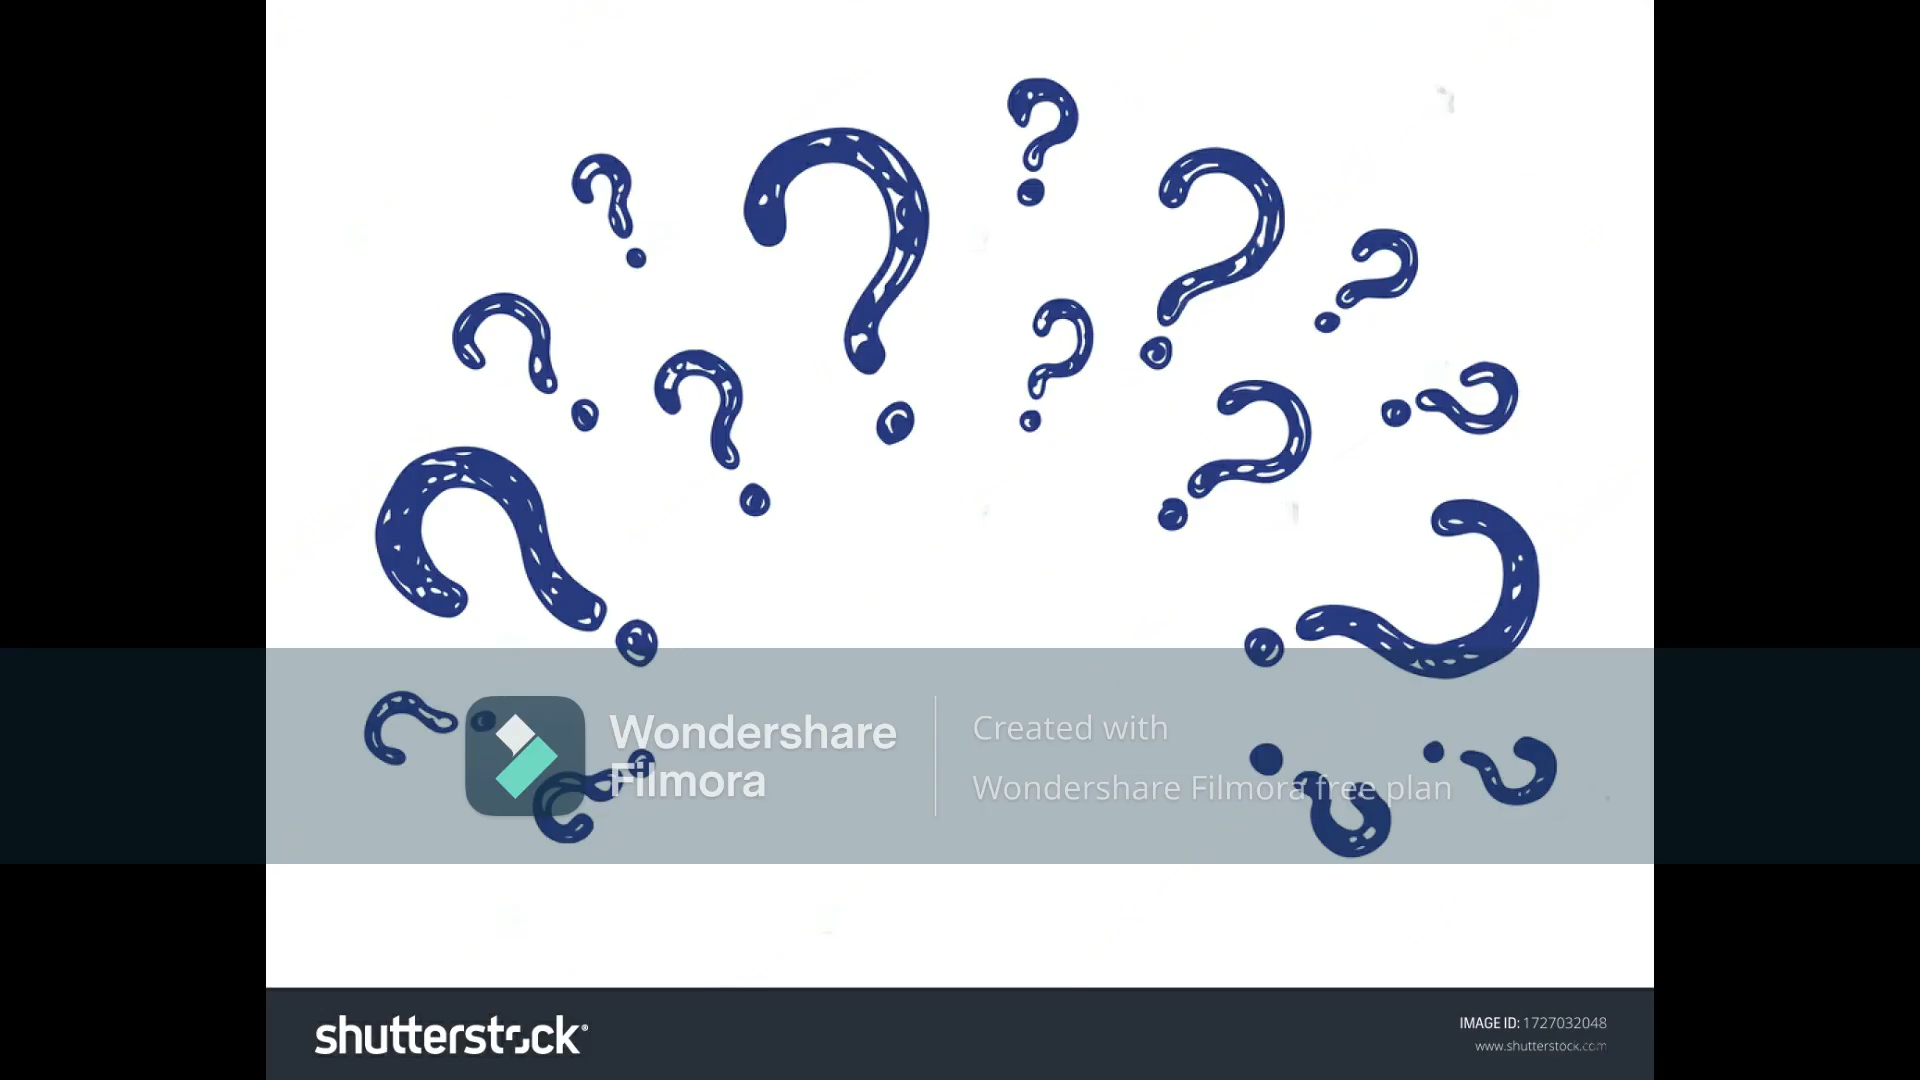 Wondershare
Filmora
Created with
Wondershare Filmora free plan
shutterstock
IMAGE ID: 1727032048
www.shutterstock.com